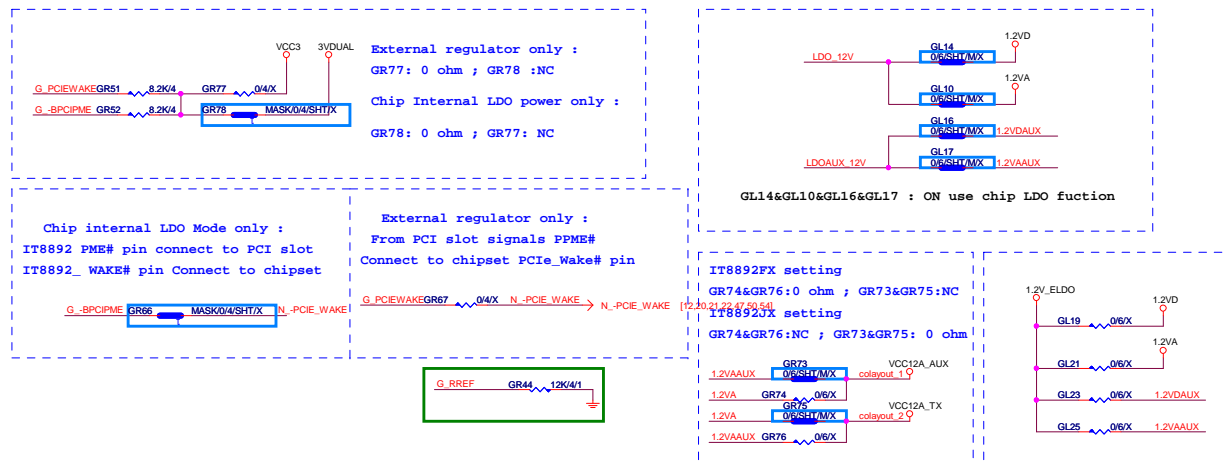 VCC3 3VDUAL
G_PCIEWAKE GR51 8.2K/4 GR77 0/4/X
G_-BPCIPME GR52 8.2K/4 GR78 MASK/0/4/SHT/X
External regulator only :
GR77: 0 ohm ; GR78 :NC
Chip Internal LDO power only :
GR78: 0 ohm ; GR77: NC
LDO_12V
GL14 1.2VD
0/6/SHT/M/X
GL10 1.2VA
0/6/SHT/M/X
GL16
0/6/SHT/M/X 1.2VDAUX
LDOAUX_12V
GL17
0/6/SHT/M/X 1.2VAAUX
GL14&GL10&GL16&GL17 : ON use chip LDO fuction
Chip internal LDO Mode only :
IT8892 PME# pin connect to PCI slot
IT8892_ WAKE# pin Connect to chipset
G_-BPCIPME GR66 MASK/0/4/SHT/X N_-PCIE_WAKE
External regulator only :
From PCI slot signals PPME#
Connect to chipset PCIe_Wake# pin
G_PCIEWAKE GR67 0/4/X N_-PCIE_WAKE N_-PCIE_WAKE [12,20,21,22,47,50,54]
G_RREF GR44 12K/4/1
IT8892FX setting
GR74&GR76:0 ohm ; GR73&GR75:NC
IT8892JX setting
GR74&GR76:NC ; GR73&GR75: 0 ohm
GR73 VCC12A_AUX
1.2VAAUX 0/6/SHT/M/X colayout_1
1.2VA GR74 0/6/X
GR75 VCC12A_TX
1.2VA 0/6/SHT/M/X colayout_2
1.2VAAUX GR76 0/6/X
1.2V_ELDO
1.2VD
GL19 0/6/X
1.2VA
GL21 0/6/X
GL23 0/6/X 1.2VDAUX
GL25 0/6/X 1.2VAAUX